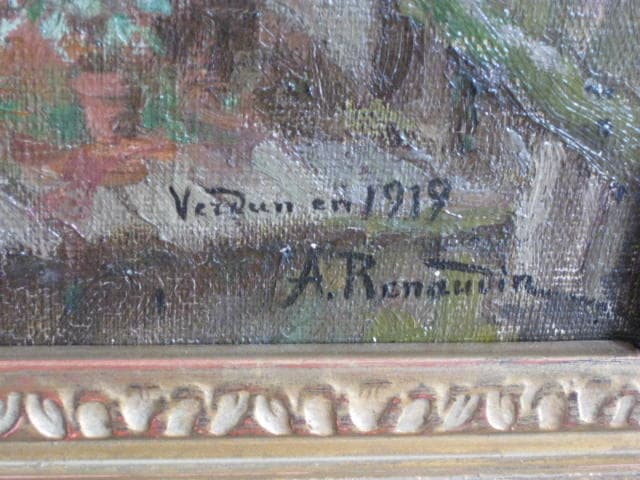 Verdun en 1919
A. Renaudin